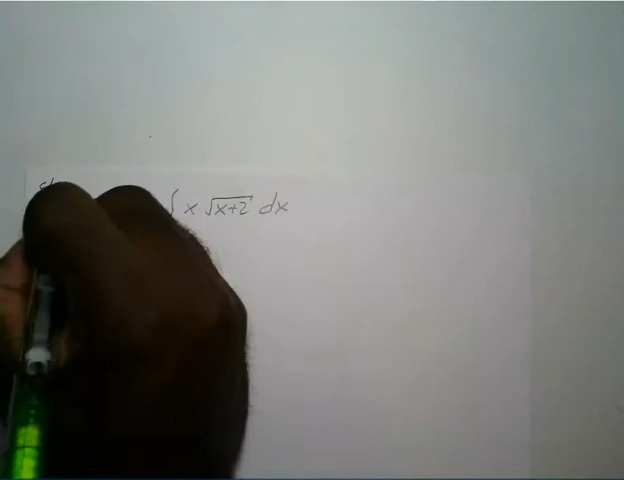 ∫ x √x+2 dx